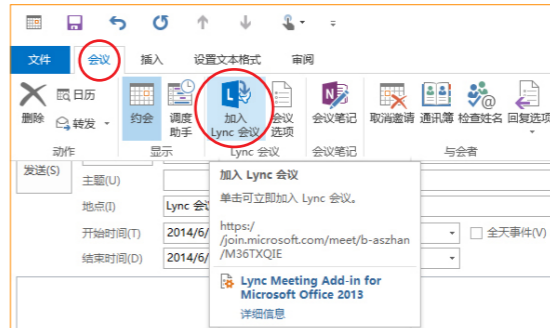 文件
会议
插入
设置文本格式
审阅
删除
日历
转发
约会
调度
助手
加入
Lync 会议
会议
选项
会议笔记
取消邀请
通讯簿
检查姓名
回复选项
动作
显示
Lync 会议
会议笔记
与会者
发送(S)
主题(U)
地点(I)
Lync 会议
开始时间(T)
2014/6/
全天事件(V)
结束时间(D)
2014/6/
加入 Lync 会议
单击可立即加入 Lync 会议。
https:/
/join.microsoft.com/meet/b-aszhan
/M36TXQIE
Lync Meeting Add-in for
Microsoft Office 2013
详细信息